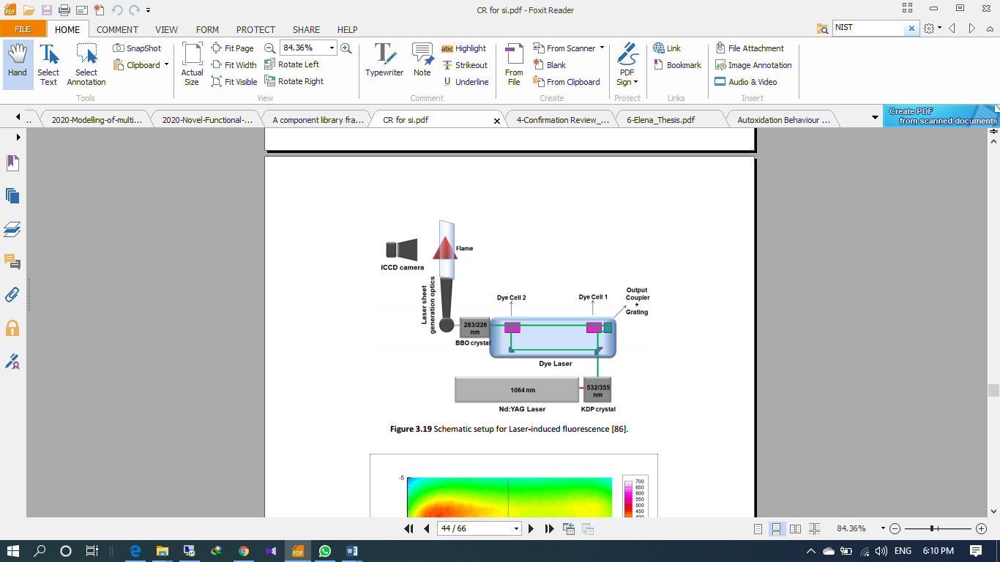 CR for si.pdf - Foxit Reader
FILE
HOME
COMMENT
VIEW
FORM
PROTECT
SHARE
HELP
NIST
Hand
Select
Text
Select
Annotation
SnapShot
Clipboard
Tools
Actual
Size
Fit Page
Fit Width
Fit Visible
84.36%
Rotate Left
Rotate Right
View
Typewriter
Note
abc Highlight
Strikeout
U Underline
Comment
From
File
From Scanner
Blank
From Clipboard
Create
PDF
Sign
Protect
Link
Bookmark
Links
File Attachment
Image Annotation
Audio & Video
Insert
..
2020-Modelling-of-multi...
2020-Novel-Functional-...
A component library fra...
CR for si.pdf
4-Confirmation Review_...
6-Elena_Thesis.pdf
Autoxidation Behaviour ...
Create PDF
from scanned documents
Flame
ICCD camera
Laser sheet
generation optics
Dye Cell 2
Dye Cell 1
Output
Coupler
+
Grating
283/226
nm
BBO crystal
Dye Laser
1064 nm
532/355
nm
Nd:YAG Laser
KDP crystal
Figure 3.19 Schematic setup for Laser-induced fluorescence [86].
-5
700
650
600
550
500
450
400
44 / 66
84.36%
PDF
ENG
6:10 PM